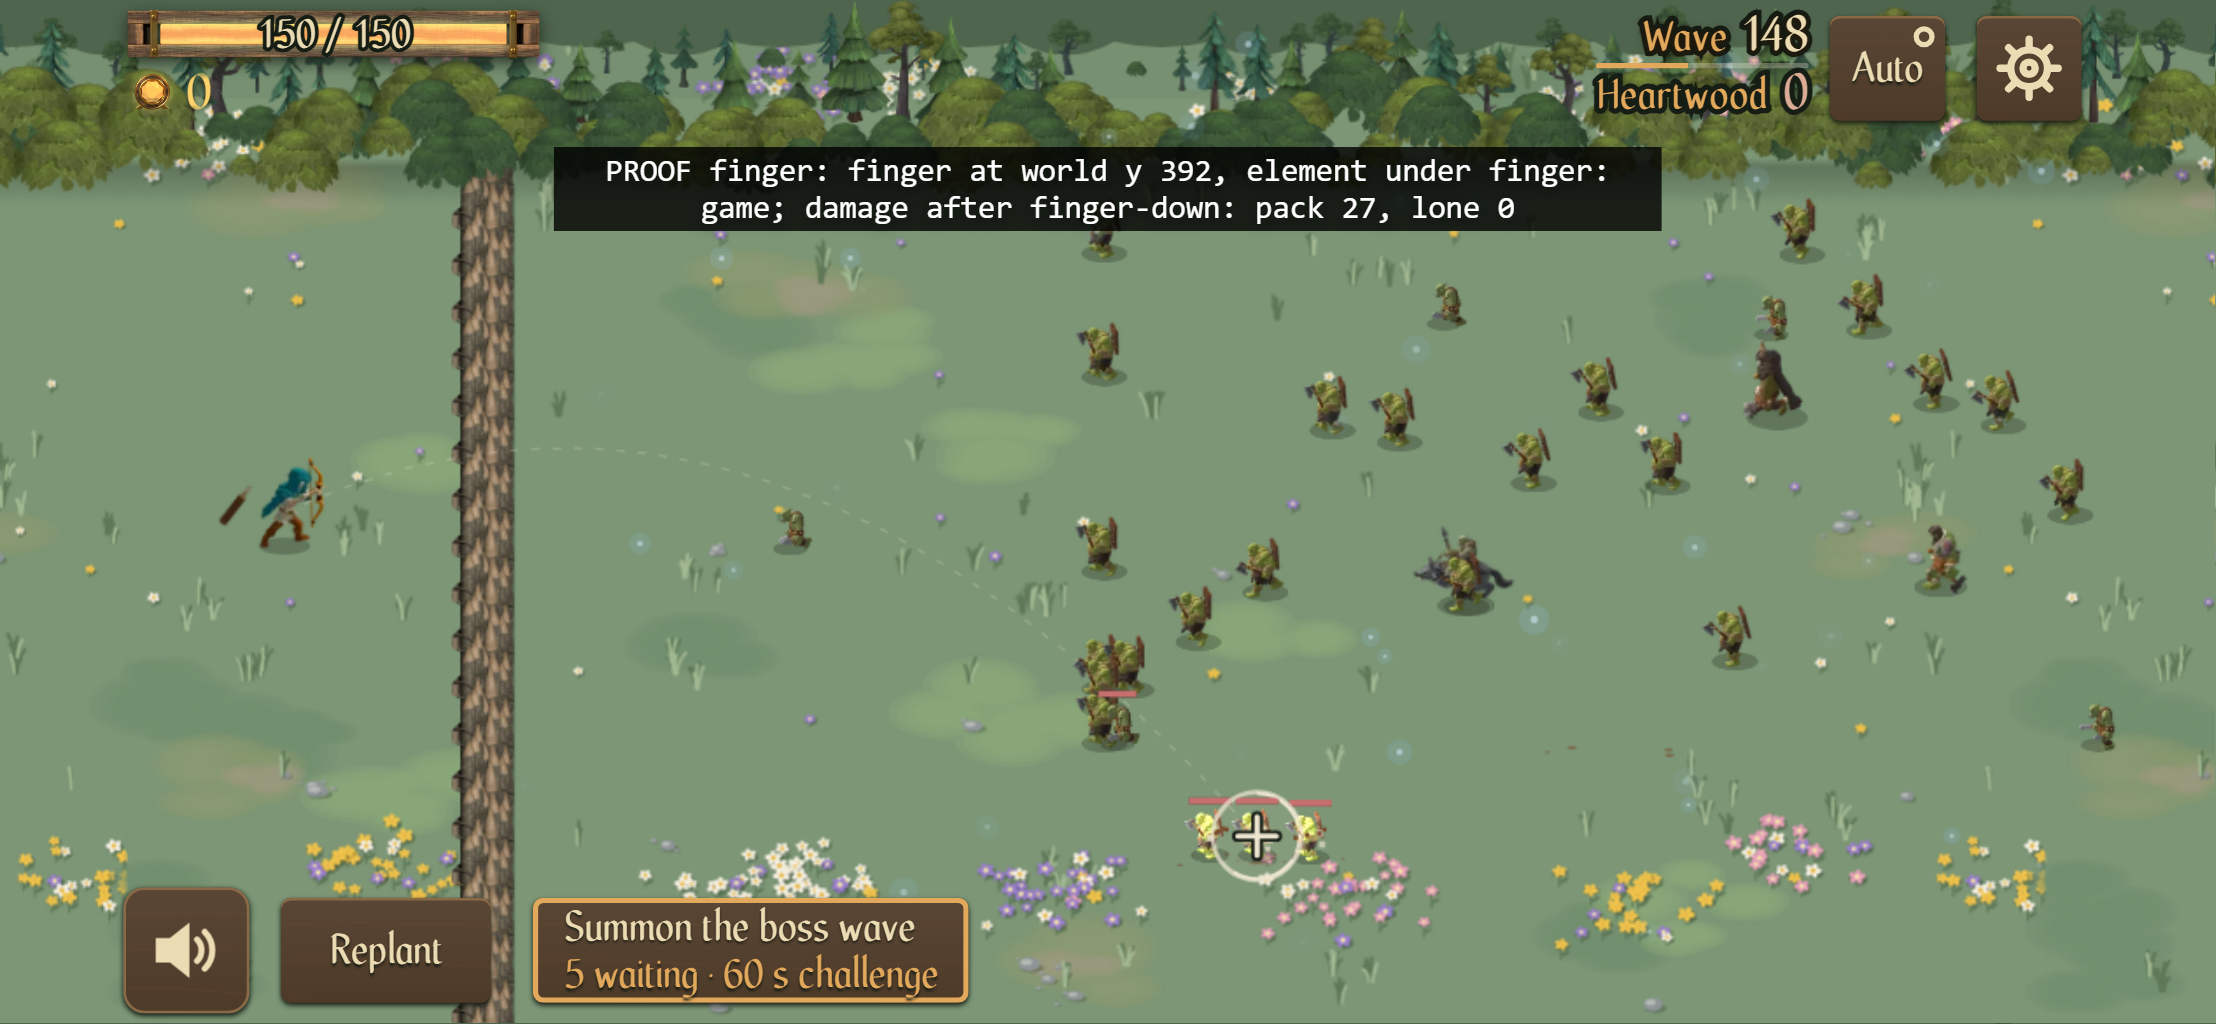 150 / 150
0
Wave 148
Heartwood 0
Auto
PROOF finger: finger at world y 392, element under finger:
game; damage after finger-down: pack 27, lone 0
Replant
Summon the boss wave
5 waiting · 60 s challenge